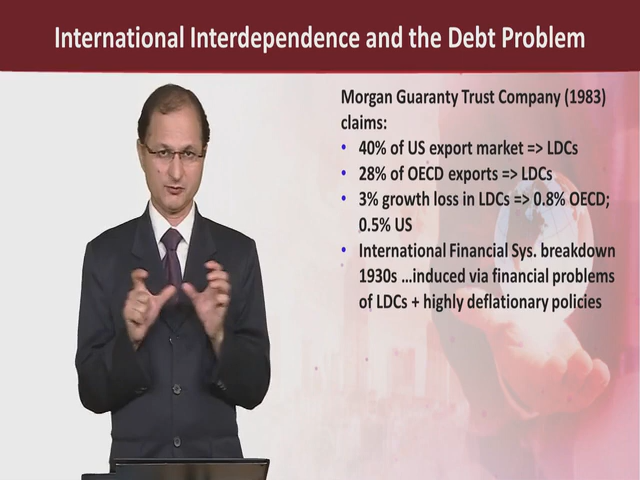 International Interdependence and the Debt Problem
Morgan Guaranty Trust Company (1983)
claims:
• 40% of US export market => LDCs
• 28% of OECD exports => LDCs
• 3% growth loss in LDCs => 0.8% OECD;
0.5% US
• International Financial Sys. breakdown
1930s ...induced via financial problems
of LDCs + highly deflationary policies